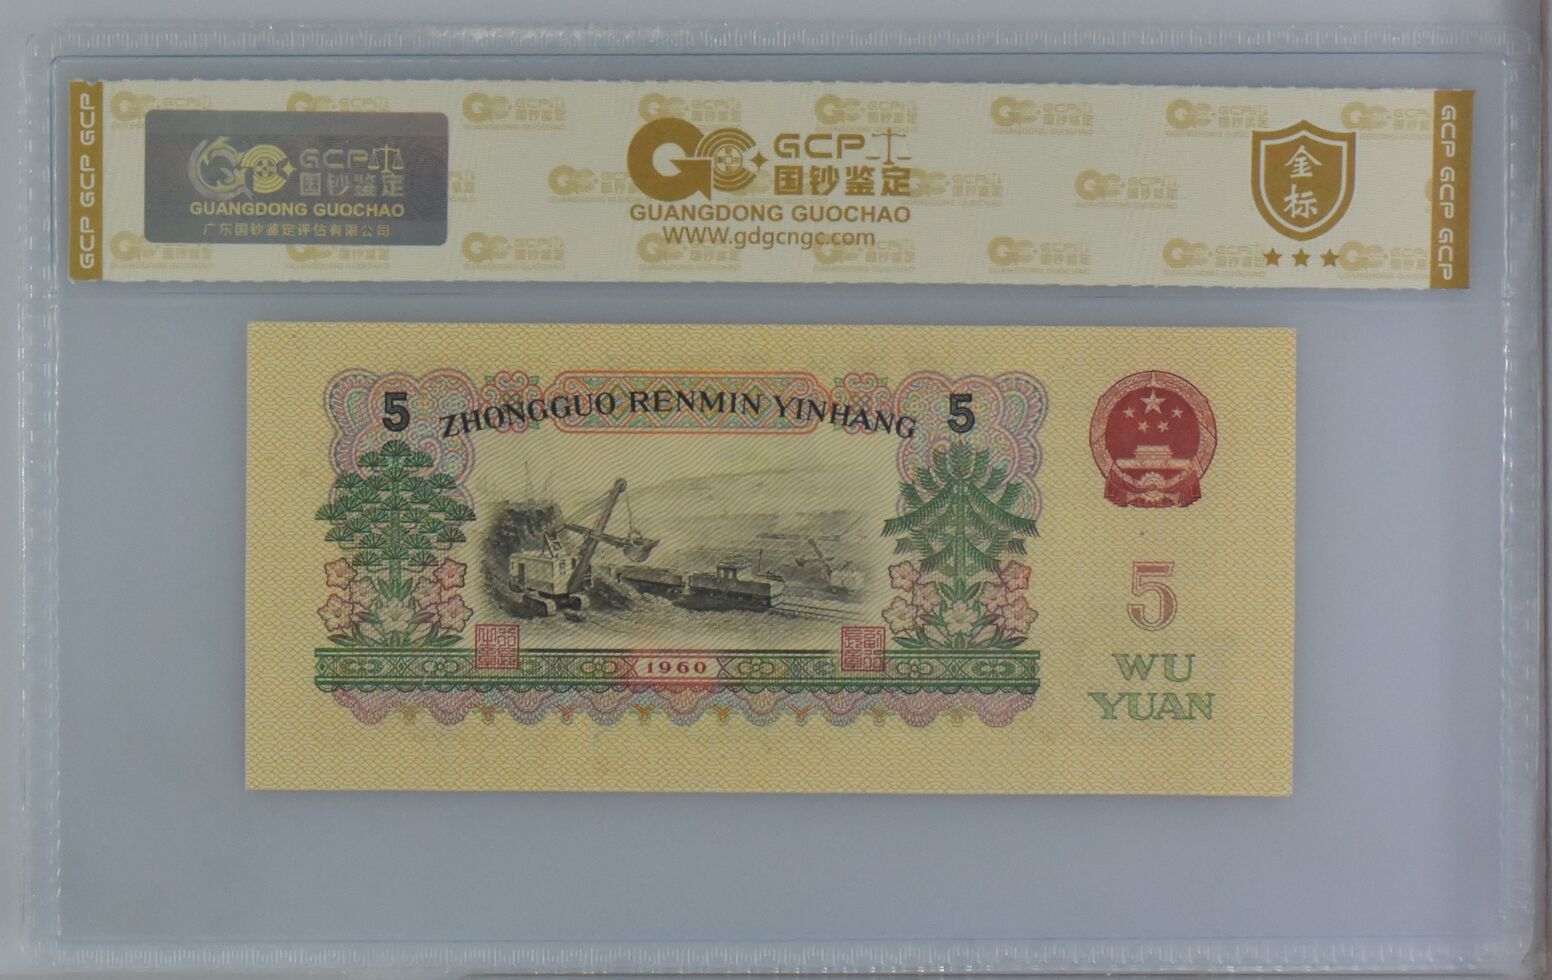 GCP GCP GCP
GCP
国钞鉴定
GUANGDONG GUOCHAO
广东国钞鉴定评估有限公司
GCP
国钞鉴定
GUANGDONG GUOCHAO
WWW.gdgcngc.com
金
标
GCP GCP GCP
5 ZHONGGUO RENMIN YINHANG 5
1960
5
WU
YUAN